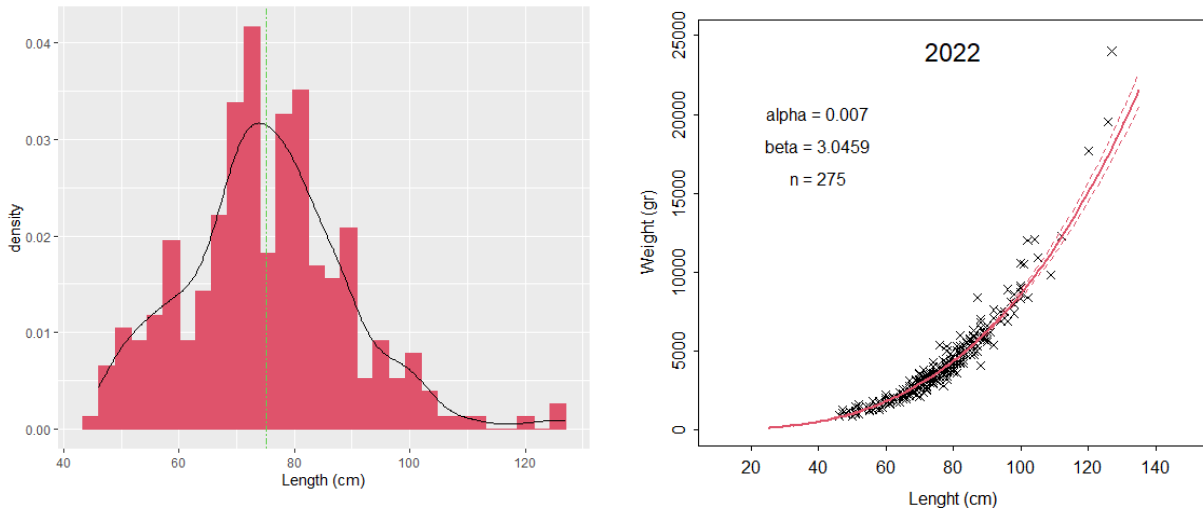 0.04
0.03
0.02
0.01
0.00
density
40 60 80 100 120
Length (cm)
2022
alpha = 0.007
beta = 3.0459
n = 275
25000
20000
15000
10000
5000
0
Weight (gr)
20 40 60 80 100 120 140
Lenght (cm)